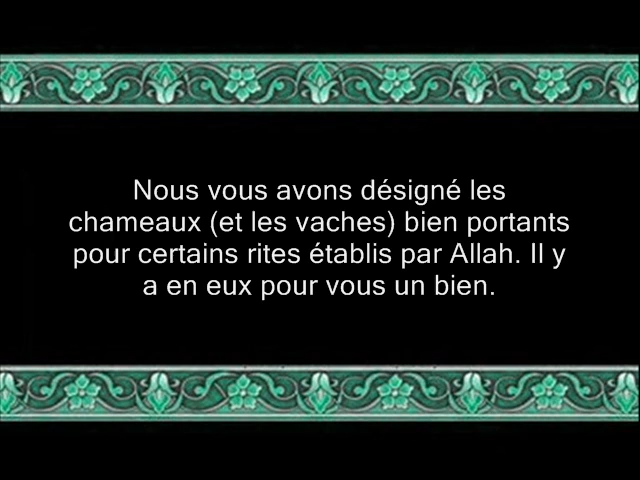 Nous vous avons désigné les
chameaux (et les vaches) bien portants
pour certains rites établis par Allah. Il y
a en eux pour vous un bien.